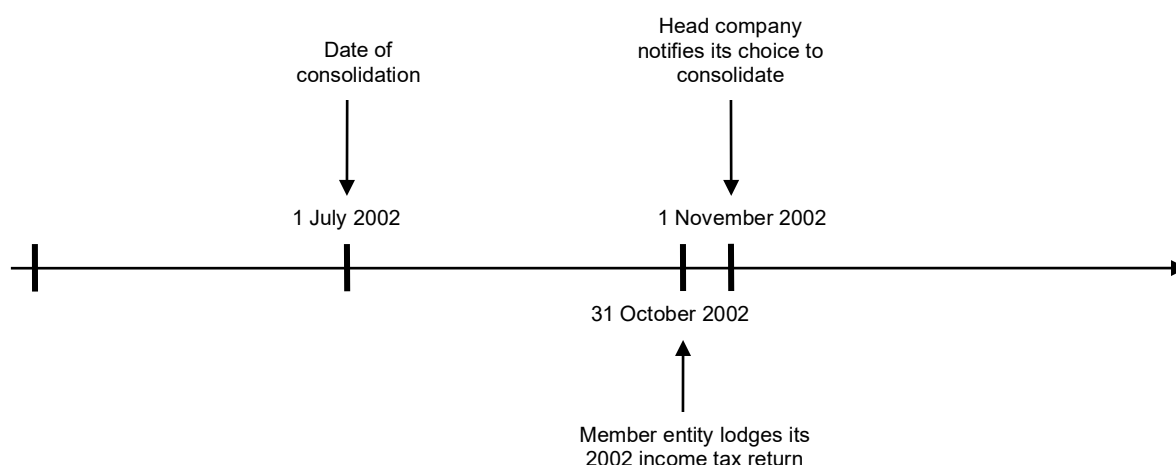 Date of
consolidation
Head company
notifies its choice to
consolidate
1 July 2002
1 November 2002
31 October 2002
Member entity lodges its
2002 income tax return